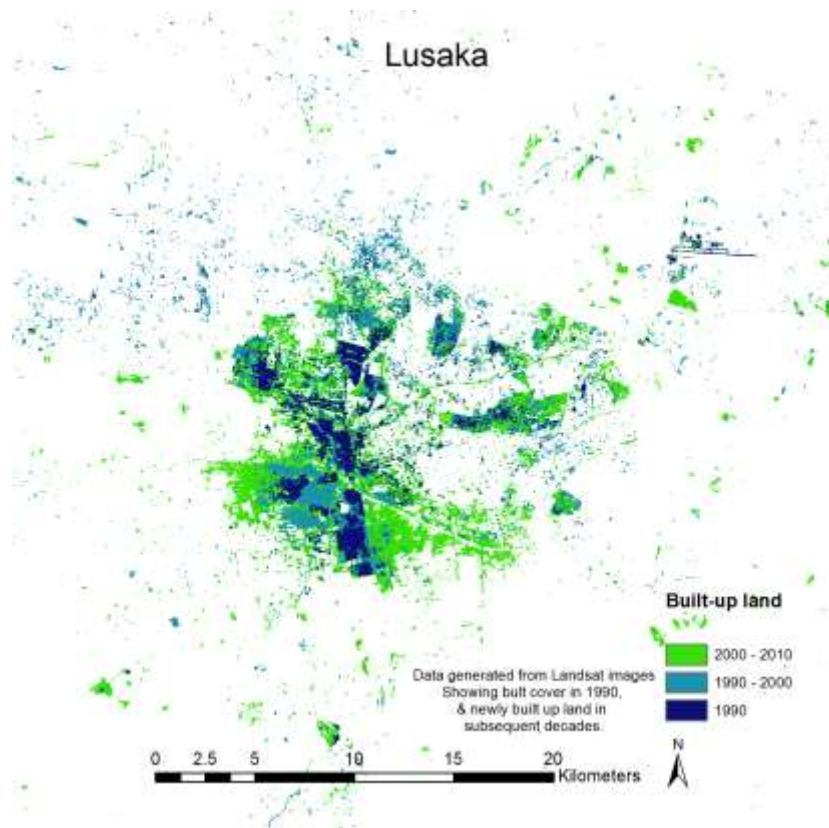 Lusaka
Built-up land
2000 - 2010
1990 - 2000
1990
Data generated from Landsat images
Showing bult cover in 1990,
& newly built up land in
subsequent decades.
N
0 2.5 5 10 15 20
Kilometers